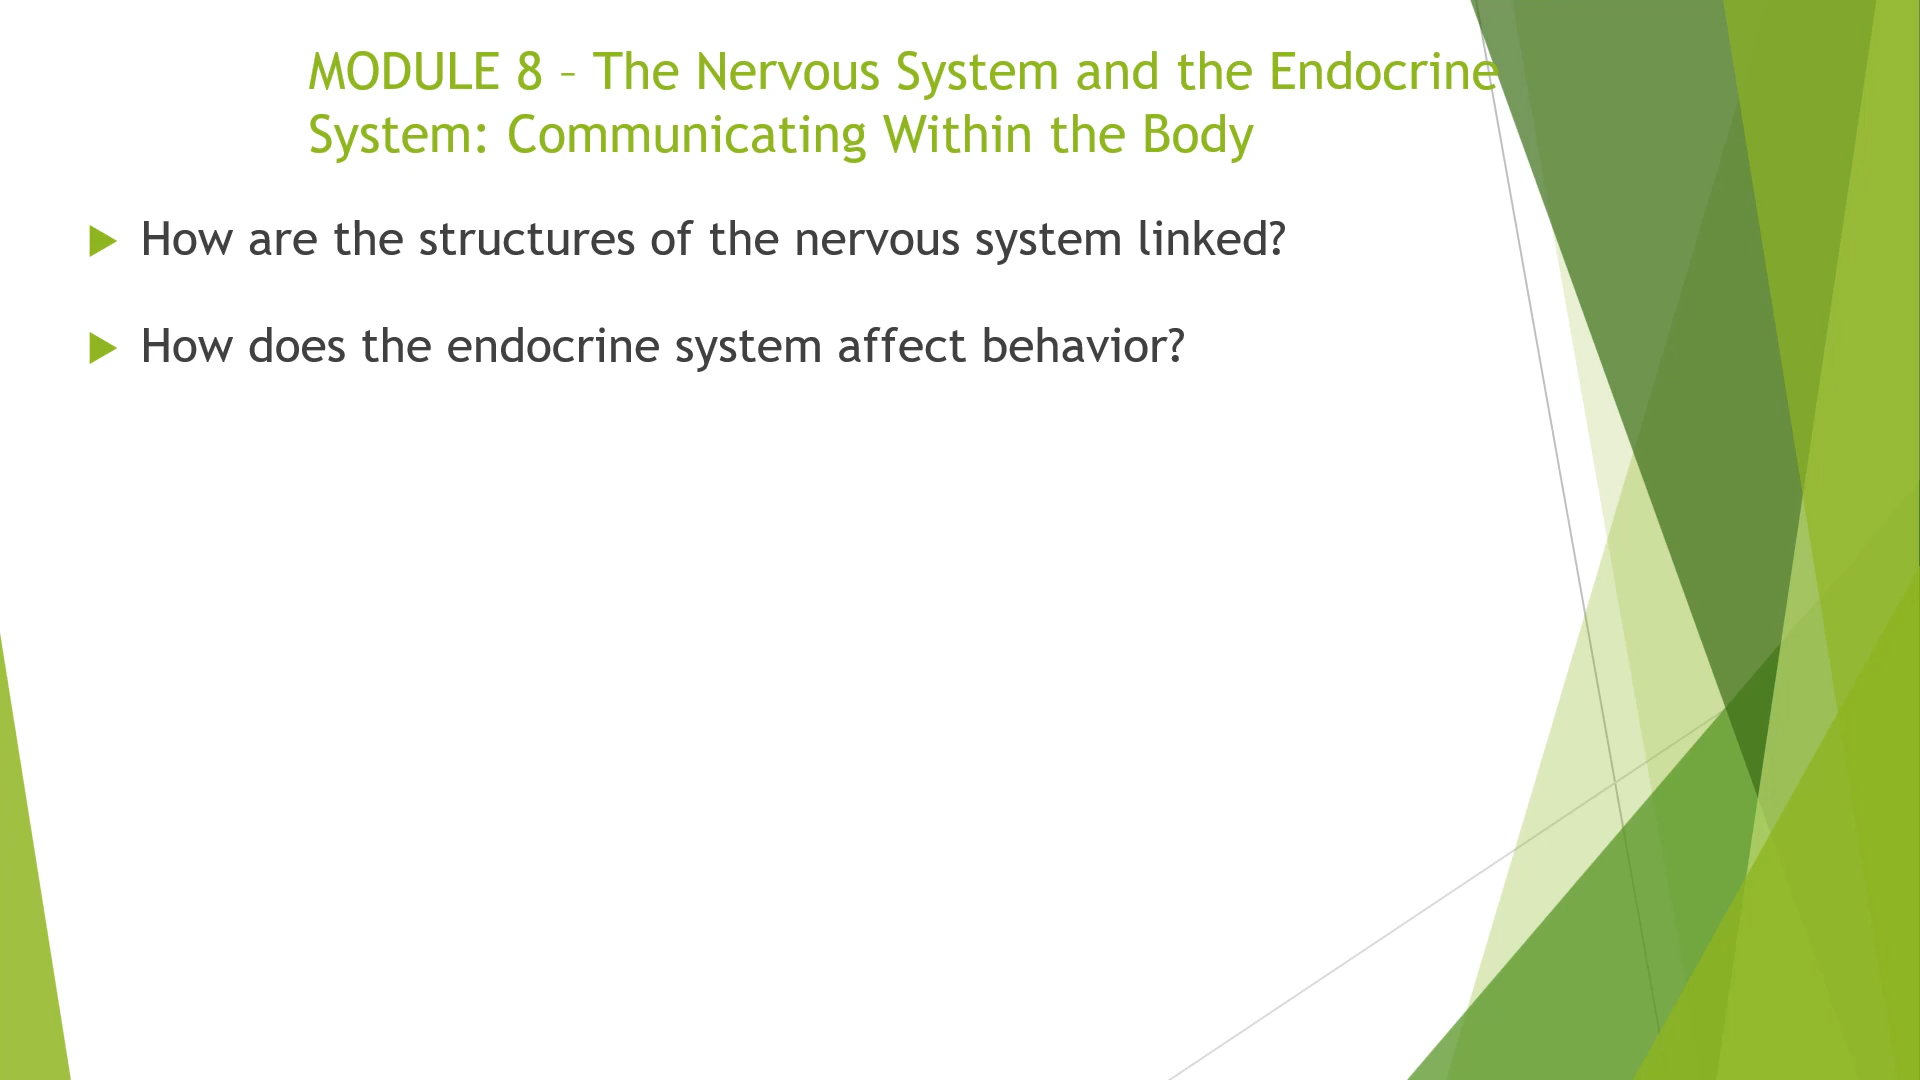 MODULE 8 – The Nervous System and the Endocrine
System: Communicating Within the Body
How are the structures of the nervous system linked?
How does the endocrine system affect behavior?